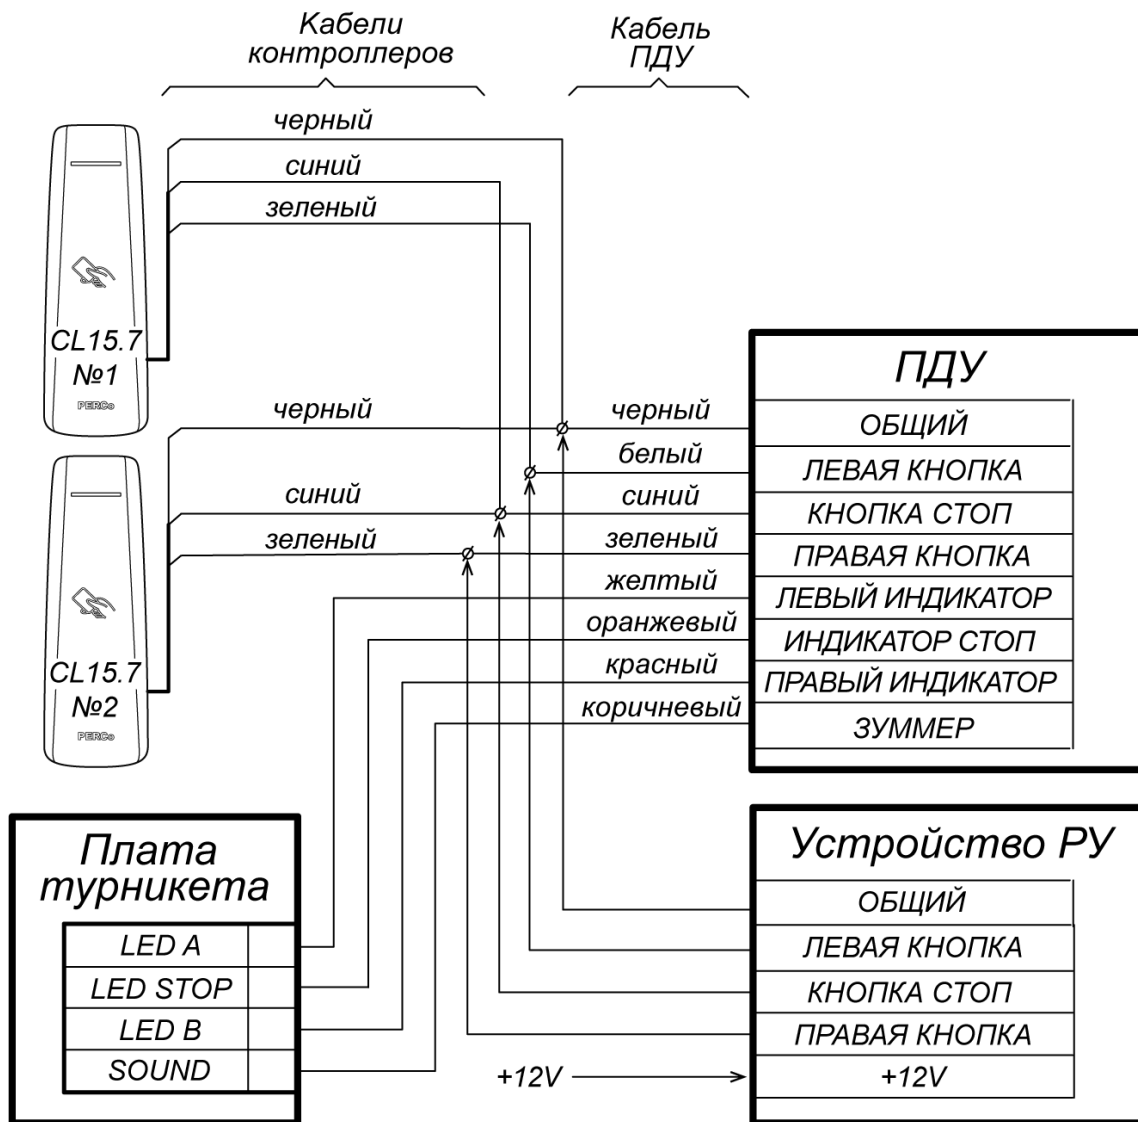 Кабели
контроллеров
Кабель
ПДУ
черный
синий
зеленый
CL15.7
№1
PERCo
черный
синий
зеленый
CL15.7
№2
PERCo
черный
белый
синий
зеленый
желтый
оранжевый
красный
коричневый
ПДУ
ОБЩИЙ
ЛЕВАЯ КНОПКА
КНОПКА СТОП
ПРАВАЯ КНОПКА
ЛЕВЫЙ ИНДИКАТОР
ИНДИКАТОР СТОП
ПРАВЫЙ ИНДИКАТОР
ЗУММЕР
Плата
турникета
LED A
LED STOP
LED B
SOUND
Устройство РУ
ОБЩИЙ
ЛЕВАЯ КНОПКА
КНОПКА СТОП
ПРАВАЯ КНОПКА
+12V
+12V